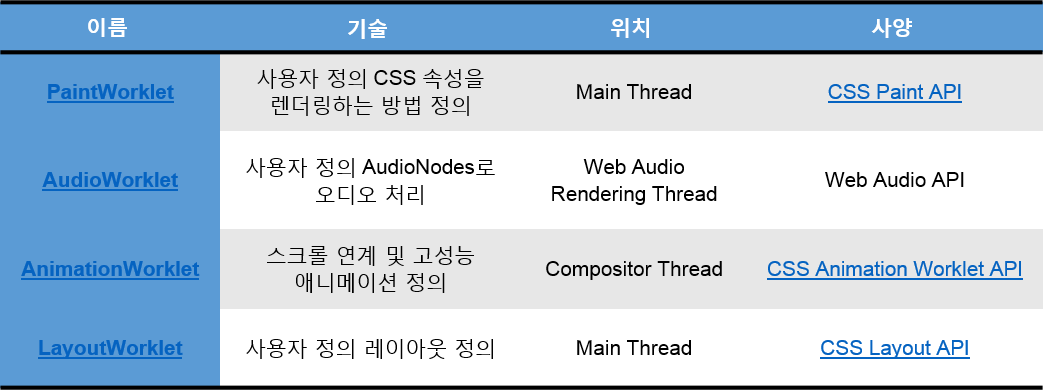 이름 기술 위치 사양
PaintWorklet 사용자 정의 CSS 속성을 렌더링하는 방법 정의 Main Thread CSS Paint API
AudioWorklet 사용자 정의 AudioNodes로 오디오 처리 Web Audio Rendering Thread Web Audio API
AnimationWorklet 스크롤 연계 및 고성능 애니메이션 정의 Compositor Thread CSS Animation Worklet API
LayoutWorklet 사용자 정의 레이아웃 정의 Main Thread CSS Layout API